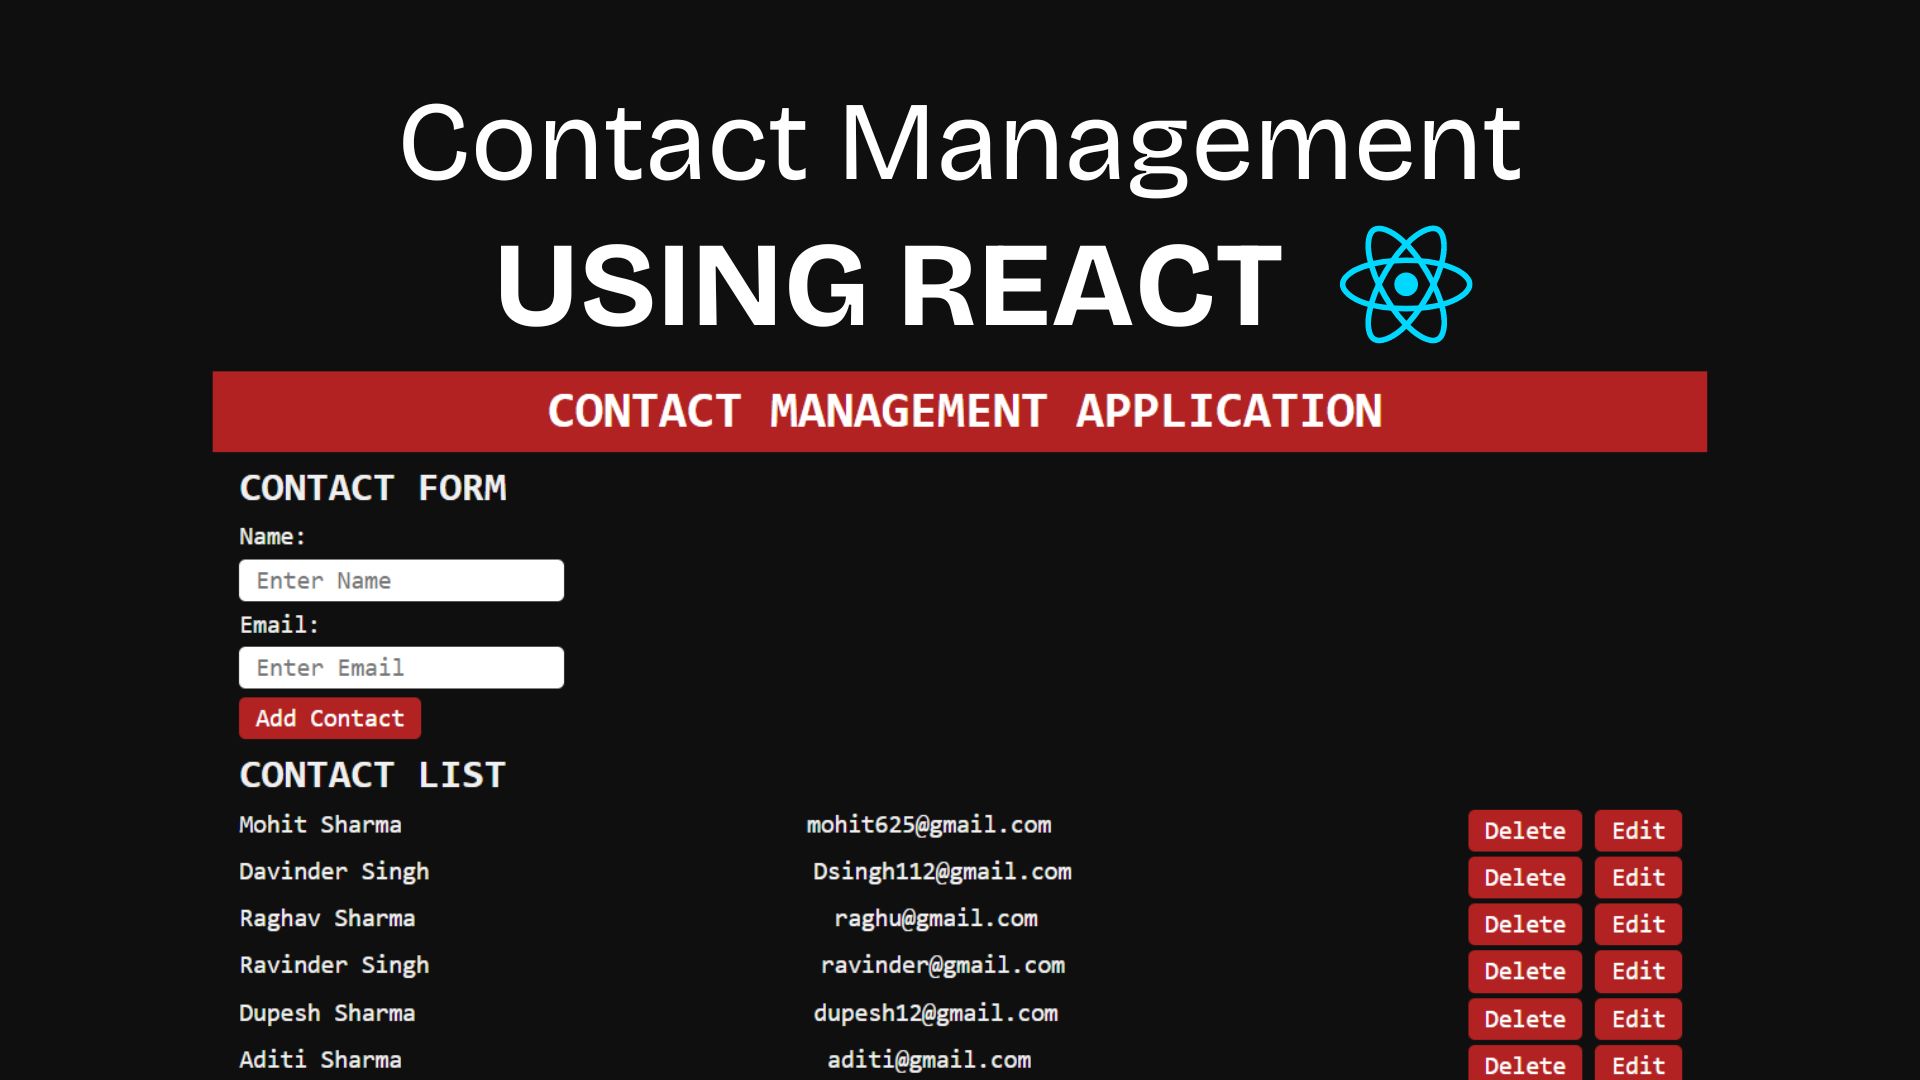 Contact Management
USING REACT
CONTACT MANAGEMENT APPLICATION
CONTACT FORM
Name:
Enter Name
Email:
Enter Email
Add Contact
CONTACT LIST
Mohit Sharma mohit625@gmail.com Delete Edit
Davinder Singh Dsingh112@gmail.com Delete Edit
Raghav Sharma raghu@gmail.com Delete Edit
Ravinder Singh ravinder@gmail.com Delete Edit
Dupesh Sharma dupesh12@gmail.com Delete Edit
Aditi Sharma aditi@gmail.com Delete Edit